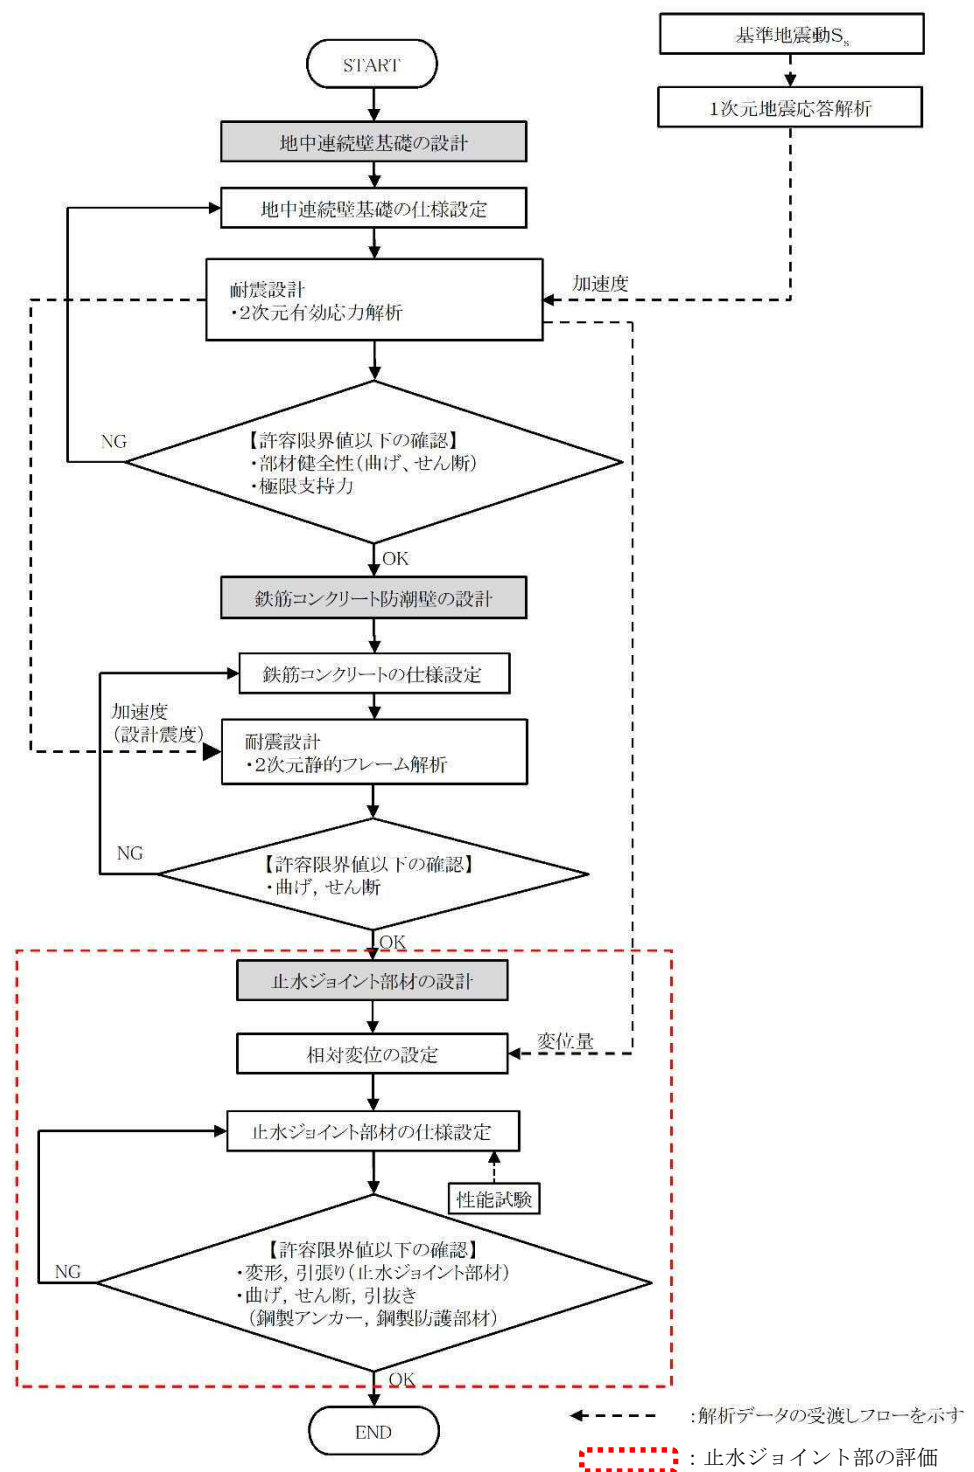 基準地震動Ss
START
1次元地震応答解析
地中連続壁基礎の設計
地中連続壁基礎の仕様設定
加速度
耐震設計
・2次元有効応力解析
NG
【許容限界値以下の確認】
・部材健全性(曲げ、せん断)
・極限支持力
OK
鉄筋コンクリート防潮壁の設計
鉄筋コンクリートの仕様設定
加速度
(設計震度)
耐震設計
・2次元静的フレーム解析
NG
【許容限界値以下の確認】
・曲げ, せん断
OK
止水ジョイント部材の設計
変位量
相対変位の設定
止水ジョイント部材の仕様設定
性能試験
NG
【許容限界値以下の確認】
・変形, 引張り(止水ジョイント部材)
・曲げ, せん断, 引抜き
(鋼製アンカー, 鋼製防護部材)
OK
END
:解析データの受渡しフローを示す
:止水ジョイント部の評価